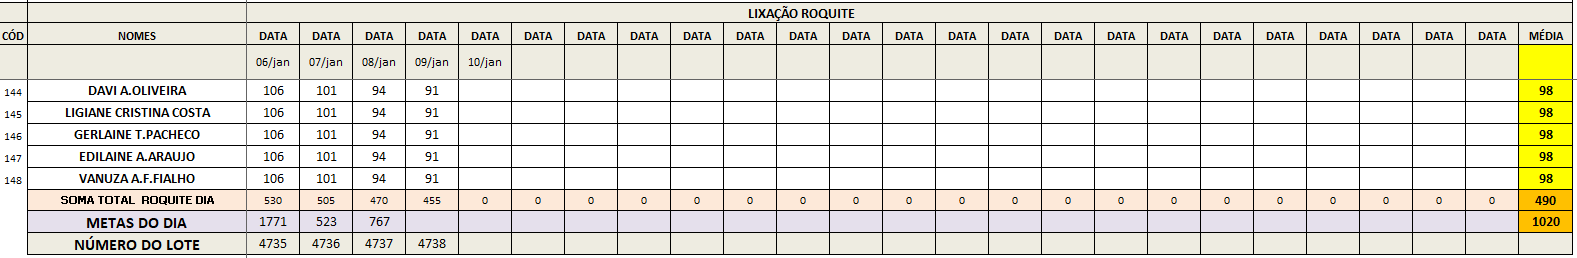 LIXAÇÃO ROQUITE
CÓD NOMES DATA DATA DATA DATA DATA DATA DATA DATA DATA DATA DATA DATA DATA DATA DATA DATA DATA DATA DATA DATA DATA DATA DATA DATA MÉDIA
06/jan 07/jan 08/jan 09/jan 10/jan
144 DAVI A.OLIVEIRA 106 101 94 91 98
145 LIGIANE CRISTINA COSTA 106 101 94 91 98
146 GERLAINE T.PACHECO 106 101 94 91 98
147 EDILAINE A.ARAUJO 106 101 94 91 98
148 VANUZA A.F.FIALHO 106 101 94 91 98
SOMA TOTAL ROQUITE DIA 530 505 470 455 0 0 0 0 0 0 0 0 0 0 0 0 0 0 0 0 0 0 0 0 490
METAS DO DIA 1771 523 767 1020
NÚMERO DO LOTE 4735 4736 4737 4738